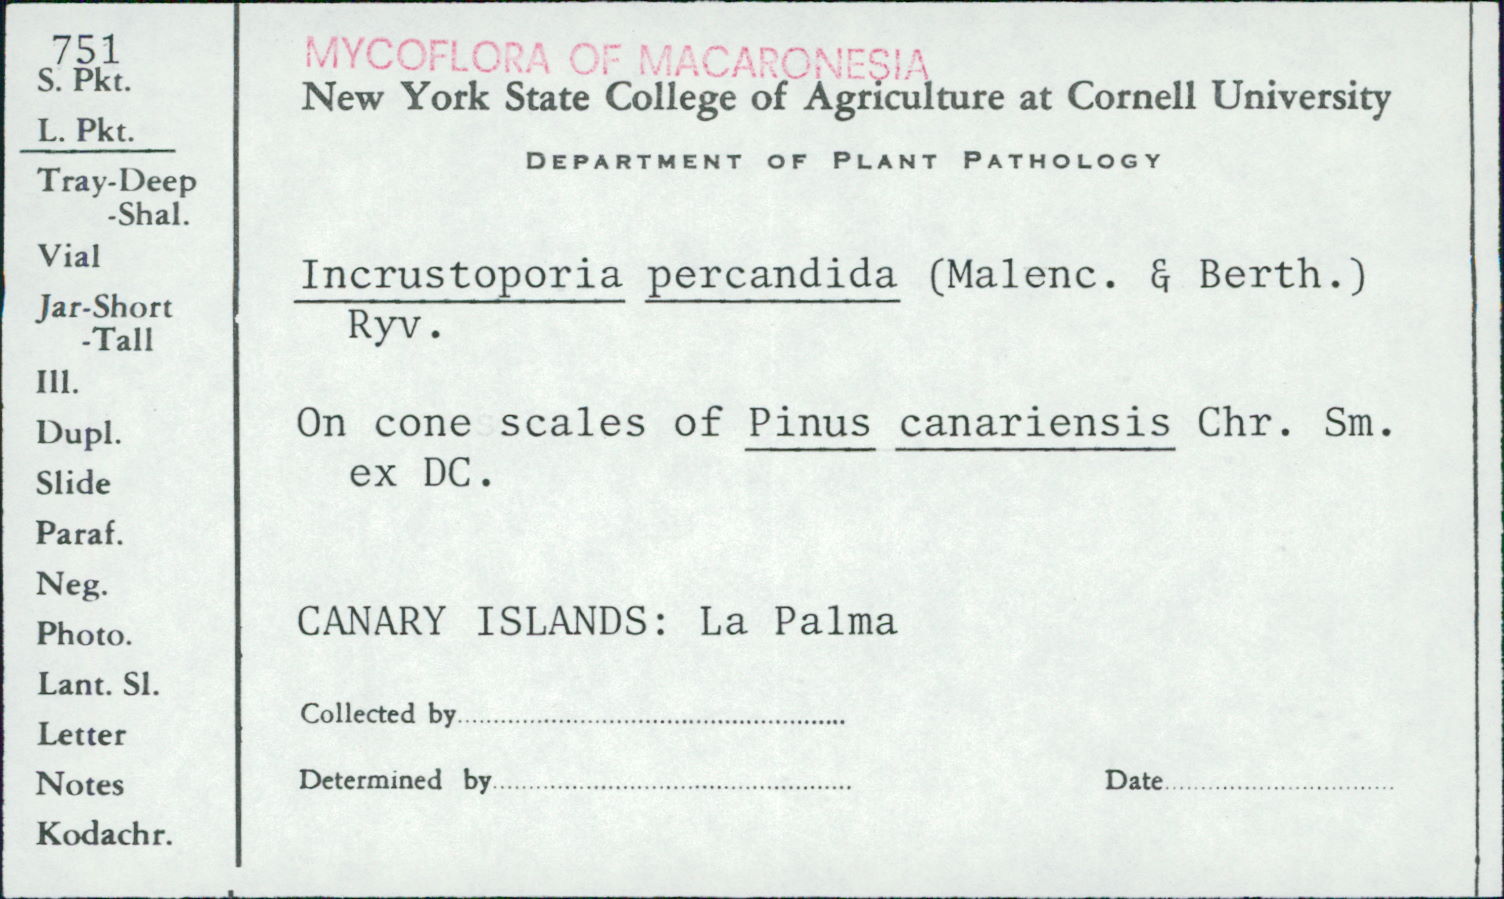 751
S. Pkt.
L. Pkt.
Tray-Deep
-Shal.
Vial
Jar-Short
-Tall
Ill.
Dupl.
Slide
Paraf.
Neg.
Photo.
Lant. Sl.
Letter
Notes
Kodachr.
MYCOFLORA OF MACARONESIA
New York State College of Agriculture at Cornell University
DEPARTMENT OF PLANT PATHOLOGY
Incrustoporia percandida (Malenc. & Berth.)
Ryv.
On cone scales of Pinus canariensis Chr. Sm.
ex DC.
CANARY ISLANDS: La Palma
Collected by
Determined by
Date